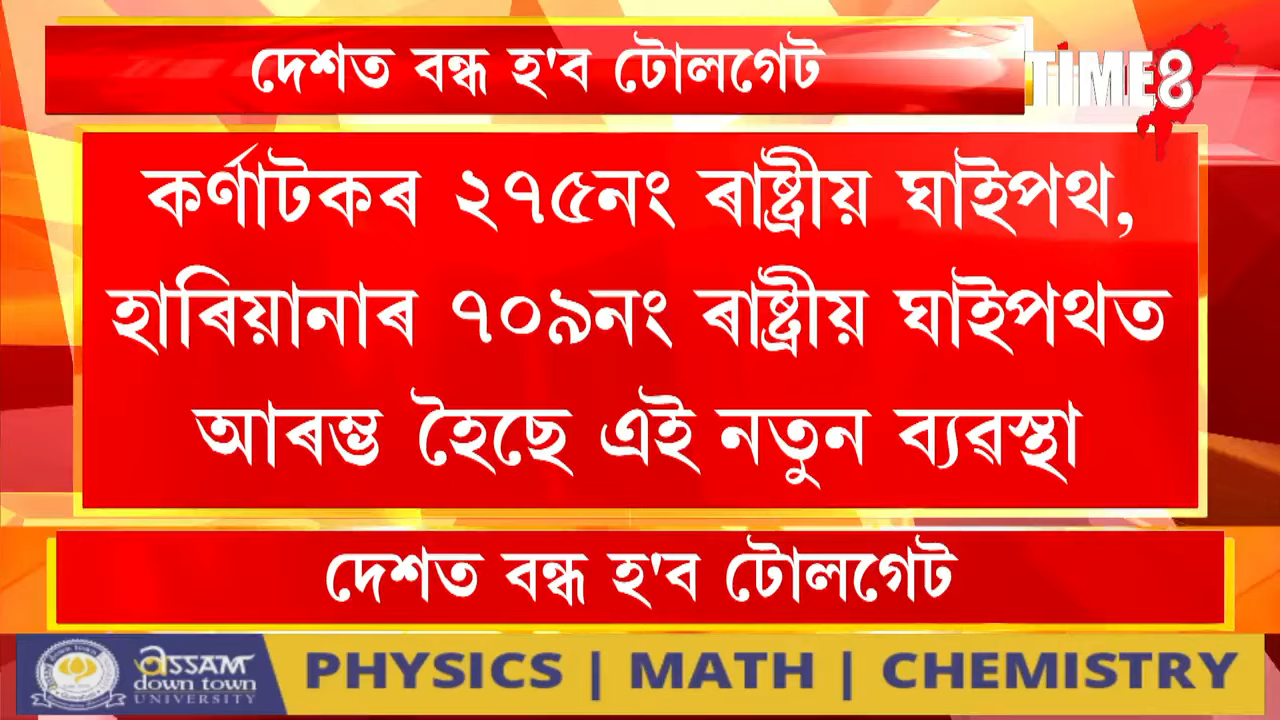 দেশত বন্ধ হ'ব টোলগেট
TIME8
কৰ্ণাটকৰ ২৭৫নং ৰাষ্ট্ৰীয় ঘাইপথ,
হাৰিয়ানাৰ ৭০৯নং ৰাষ্ট্ৰীয় ঘাইপথত
আৰম্ভ হৈছে এই নতুন ব্যৱস্থা
দেশত বন্ধ হ'ব টোলগেট
ASSAM
down town
UNIVERSITY
PHYSICS | MATH | CHEMISTRY